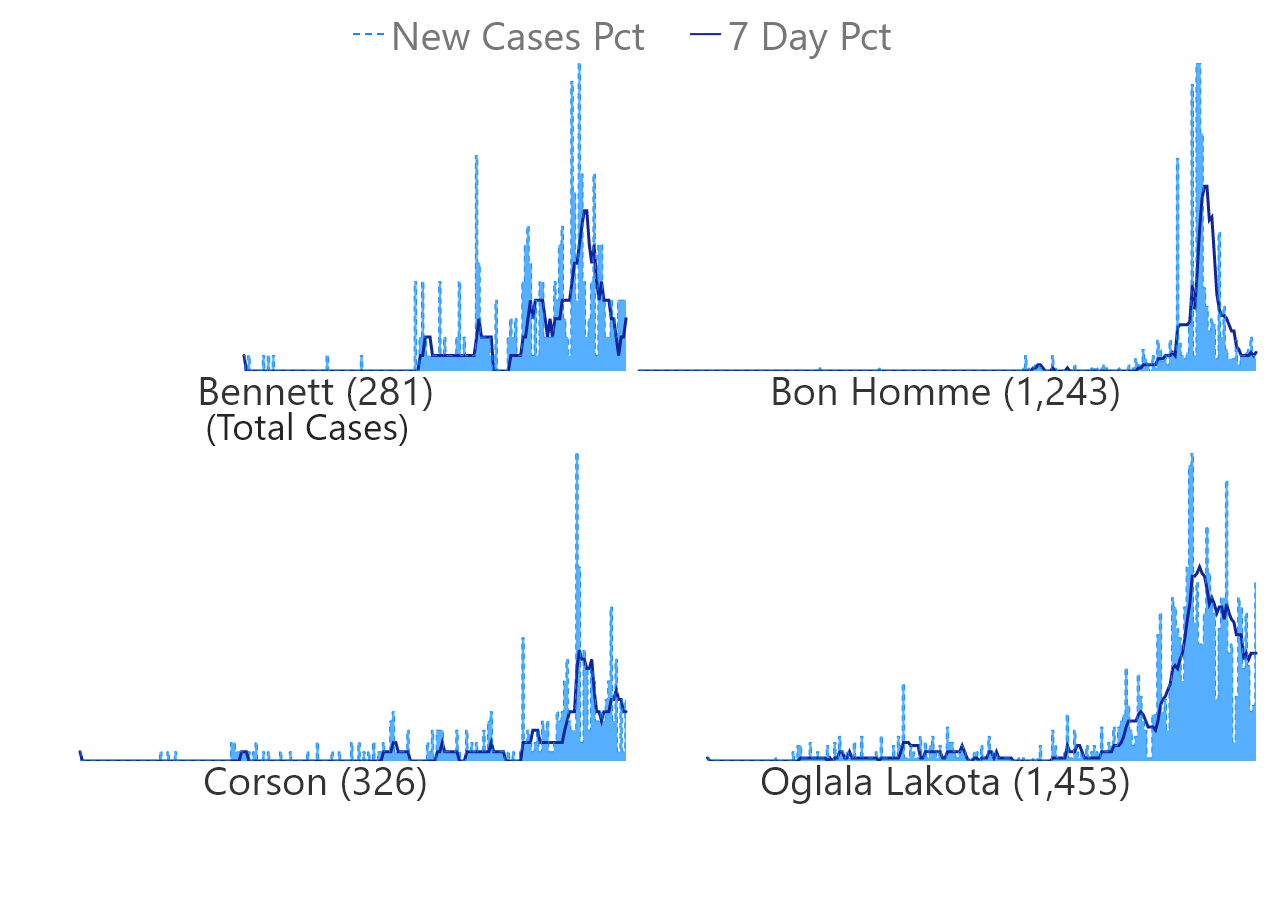 New Cases Pct 7 Day Pct
Bennett (281)
(Total Cases)
Bon Homme (1,243)
Corson (326)
Oglala Lakota (1,453)